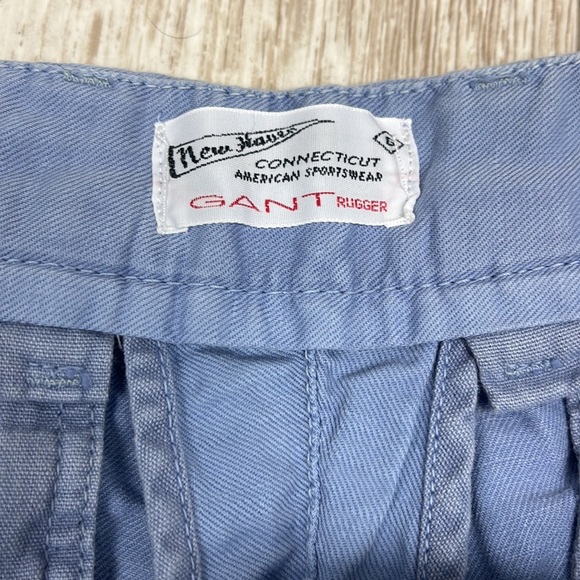 New Haven
G
CONNECTICUT
AMERICAN SPORTSWEAR
GANT RUGGER